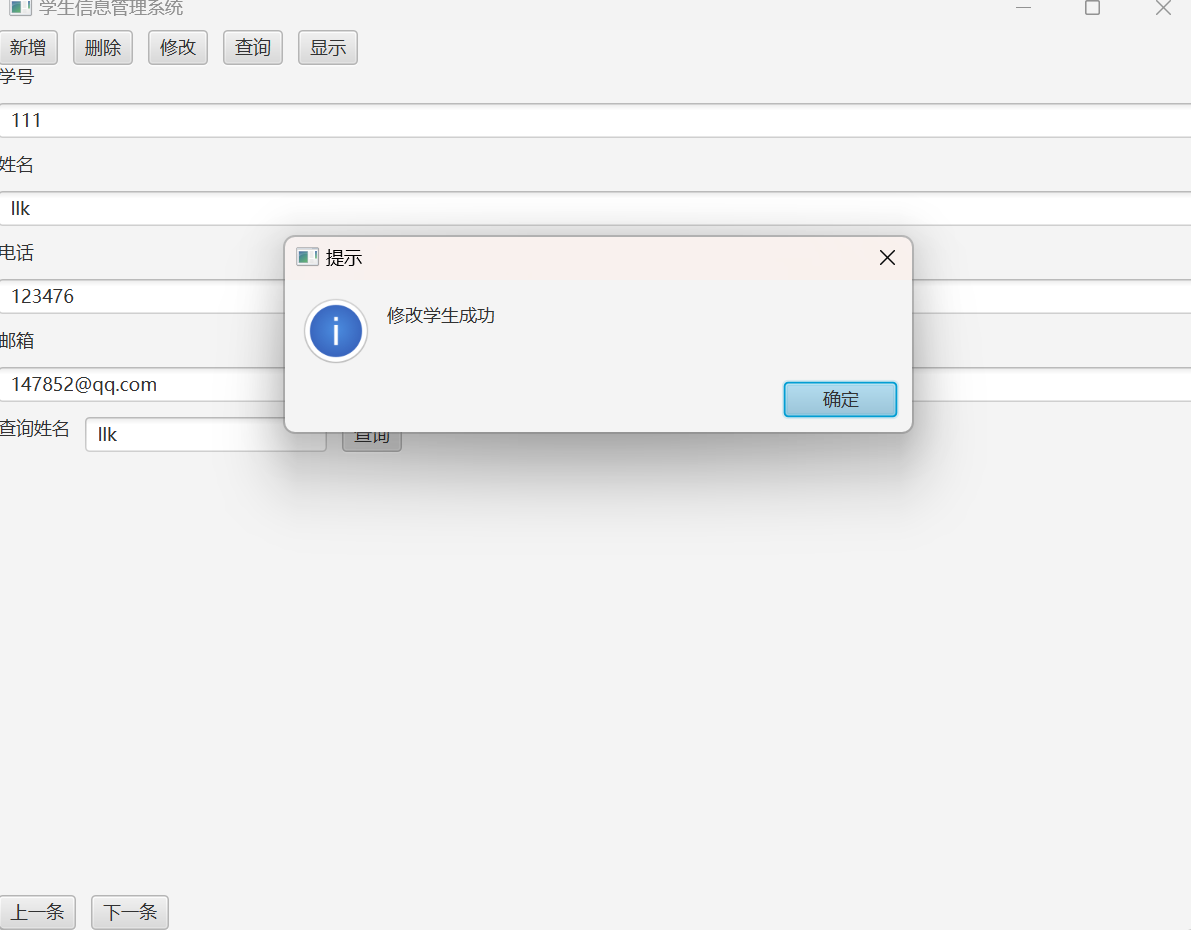 学生信息管理系统
新增 删除 修改 查询 显示
学号
111
姓名
llk
电话
123476
邮箱
147852@qq.com
查询姓名 llk 查询
提示
修改学生成功
确定
上一条 下一条